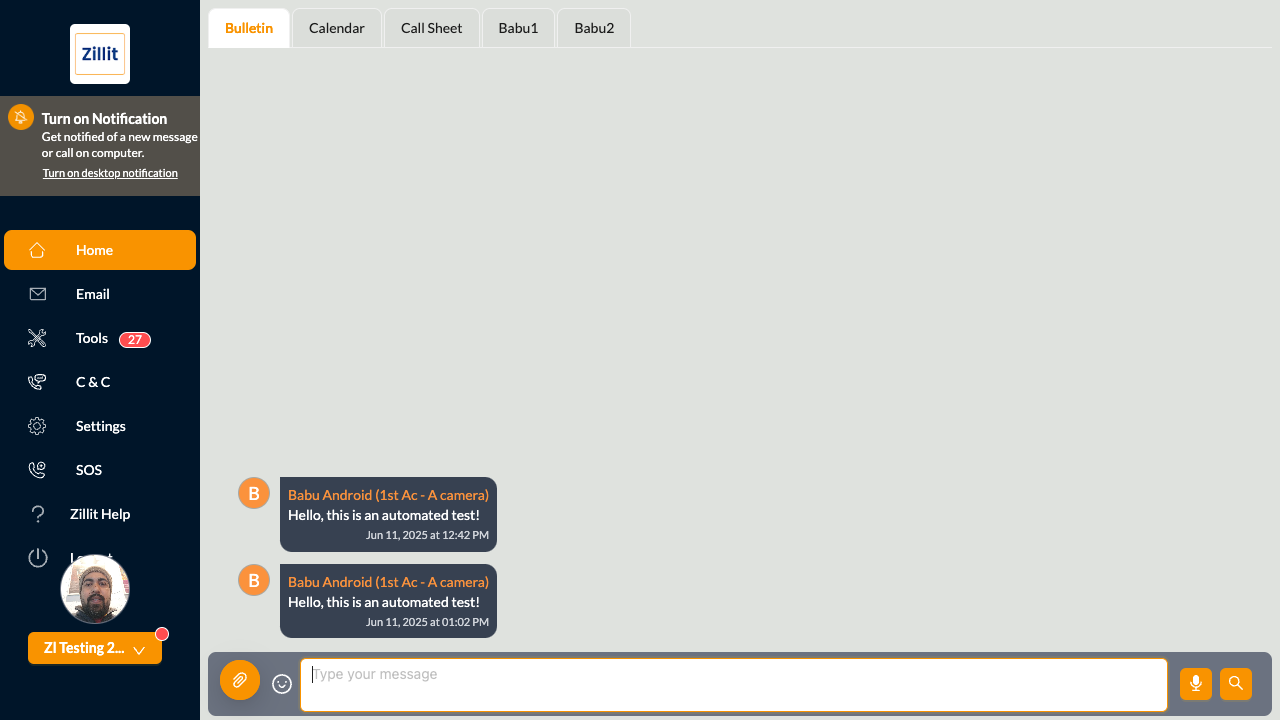 Zillit
Turn on Notification
Get notified of a new message
or call on computer.
Turn on desktop notification
Home
Email
Tools 27
C & C
Settings
SOS
Zillit Help
ZI Testing 2...
Bulletin Calendar Call Sheet Babu1 Babu2
B
Babu Android (1st Ac - A camera)
Hello, this is an automated test!
Jun 11, 2025 at 12:42 PM
B
Babu Android (1st Ac - A camera)
Hello, this is an automated test!
Jun 11, 2025 at 01:02 PM
Type your message